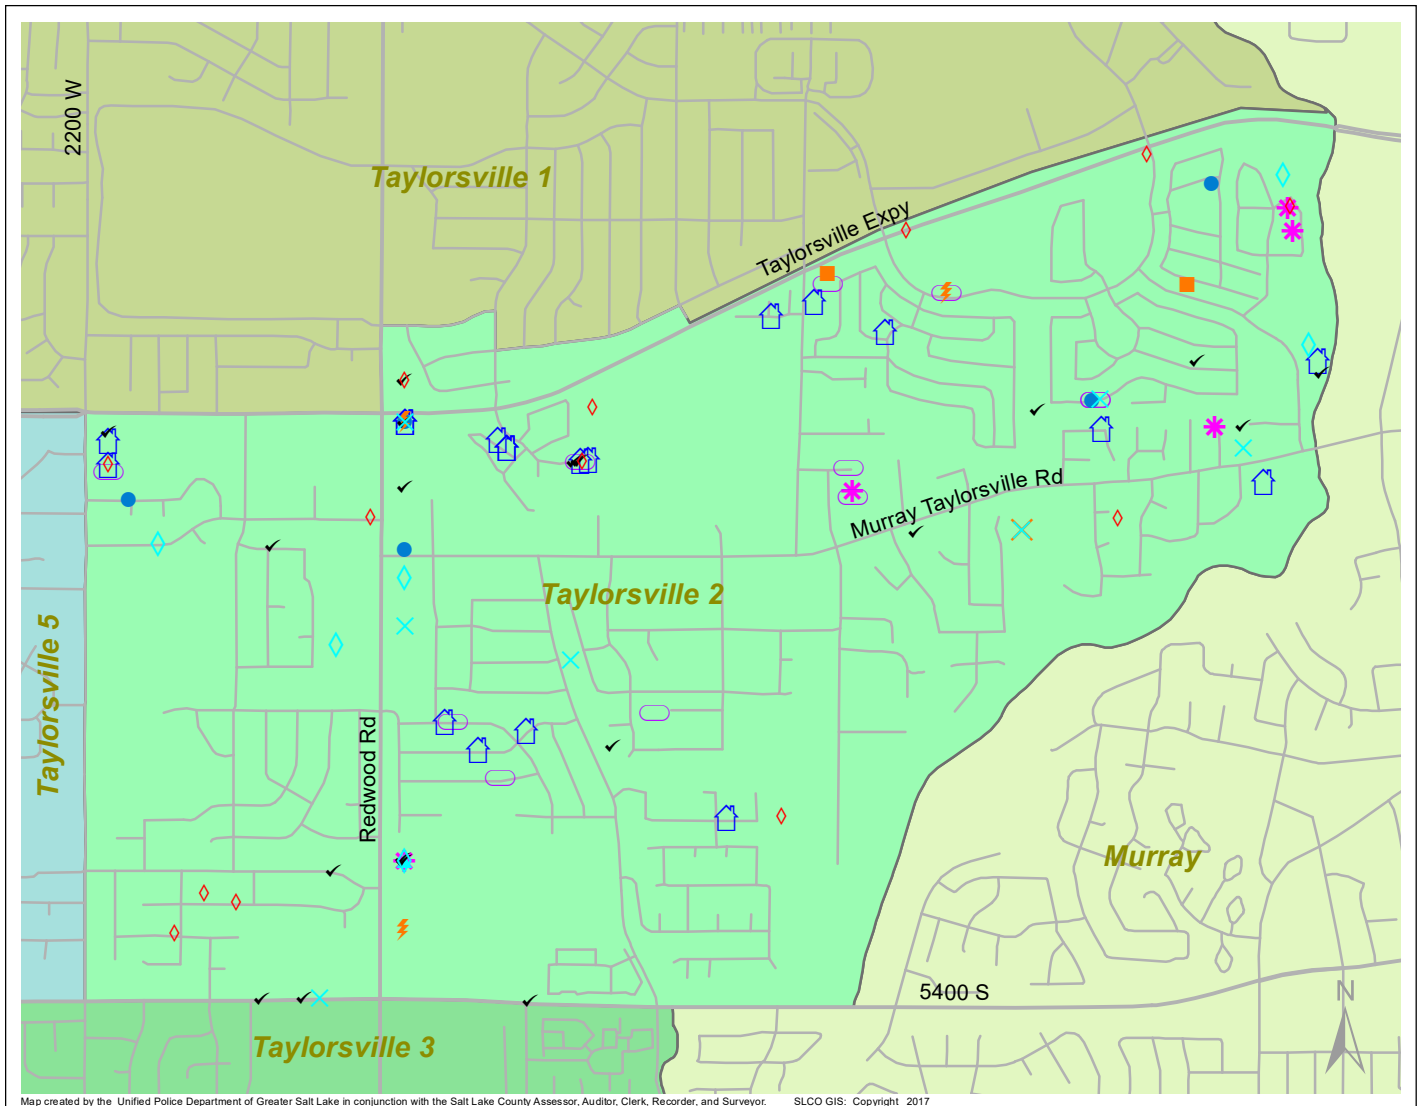 2200 W
Taylorsville 1
Taylorsville Expy
Murray Taylorsville Rd
Taylorsville 2
Taylorsville 5
Redwood Rd
Murray
5400 S
N
Taylorsville 3
Map created by the Unified Police Department of Greater Salt Lake in conjunction with the Salt Lake County Assessor, Auditor, Clerk, Recorder, and Surveyor. SLCO GIS: Copyright 2017